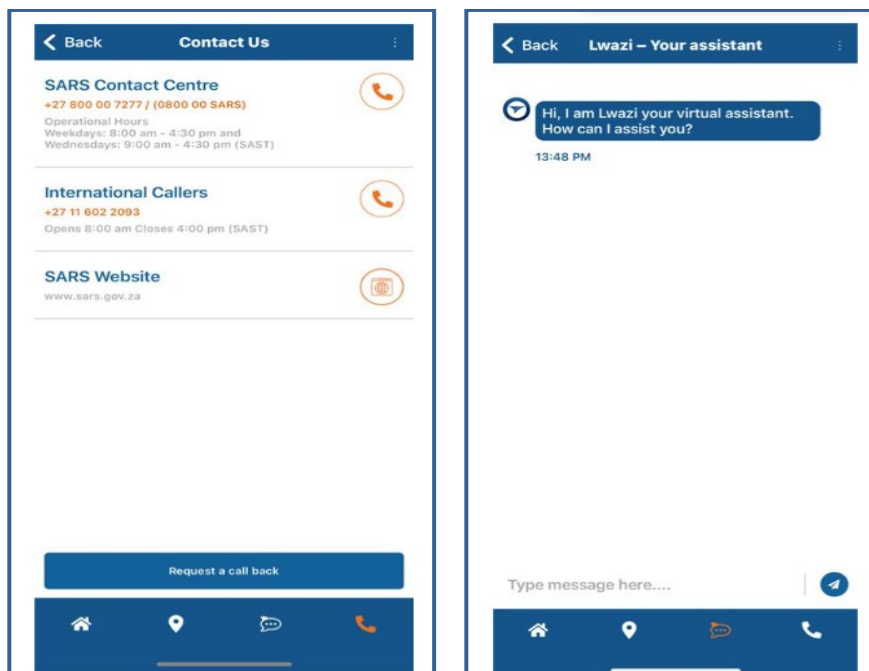 Back Contact Us
SARS Contact Centre
+27 800 00 7277 / (0800 00 SARS)
Operational Hours
Weekdays: 8:00 am - 4:30 pm and
Wednesdays: 9:00 am - 4:30 pm (SAST)
International Callers
+27 11 602 2093
Opens 8:00 am Closes 4:00 pm (SAST)
SARS Website
www.sars.gov.za
Request a call back
Back Lwazi – Your assistant
Hi, I am Lwazi your virtual assistant.
How can I assist you?
13:48 PM
Type message here....